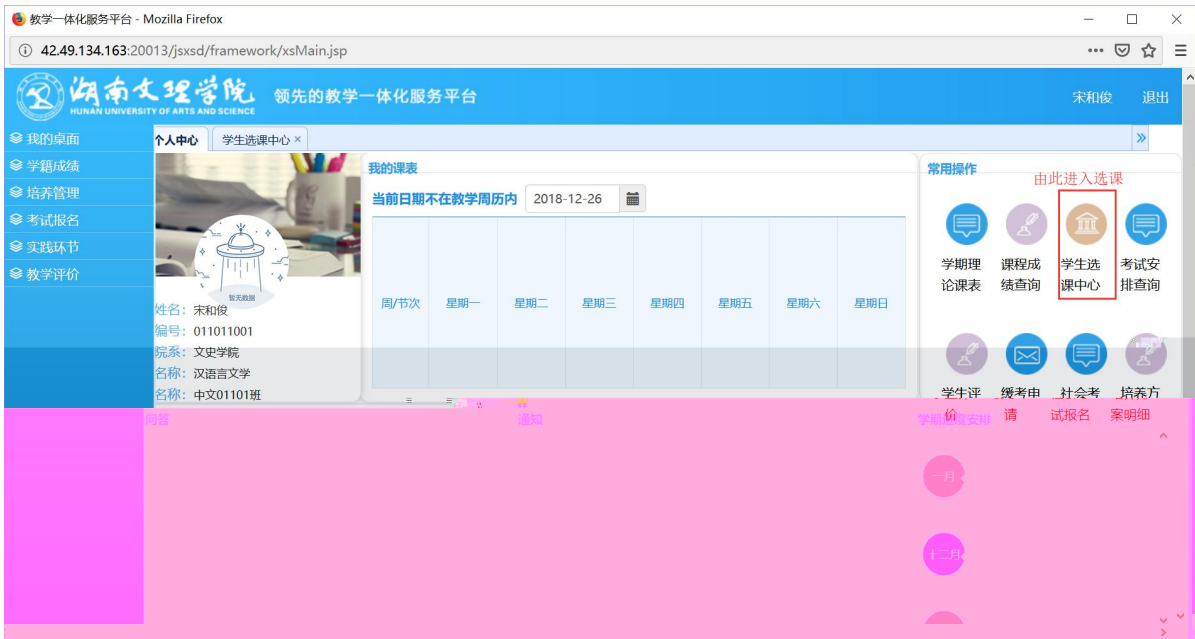 教学一体化服务平台 - Mozilla Firefox
42.49.134.163:20013/jsxsd/framework/xsMain.jsp
湖南文理学院
HUNAN UNIVERSITY OF ARTS AND SCIENCE
领先的教学一体化服务平台
宋和俊 退出
我的桌面
学籍成绩
培养管理
考试报名
实践环节
教学评价
个人中心 学生选课中心 ×
暂无数据
姓名: 宋和俊
编号: 011011001
院系: 文史学院
名称: 汉语言文学
名称: 中文01101班
我的课表
当前日期不在教学周历内 2018-12-26
周/节次 星期一 星期二 星期三 星期四 星期五 星期六 星期日
常用操作
由此进入选课
学期理论课表
课程成绩查询
学生选课中心
考试安排查询
学生评价
缓考申请
社会考试报名
培养方案明细
问答
通知
一月
十二月